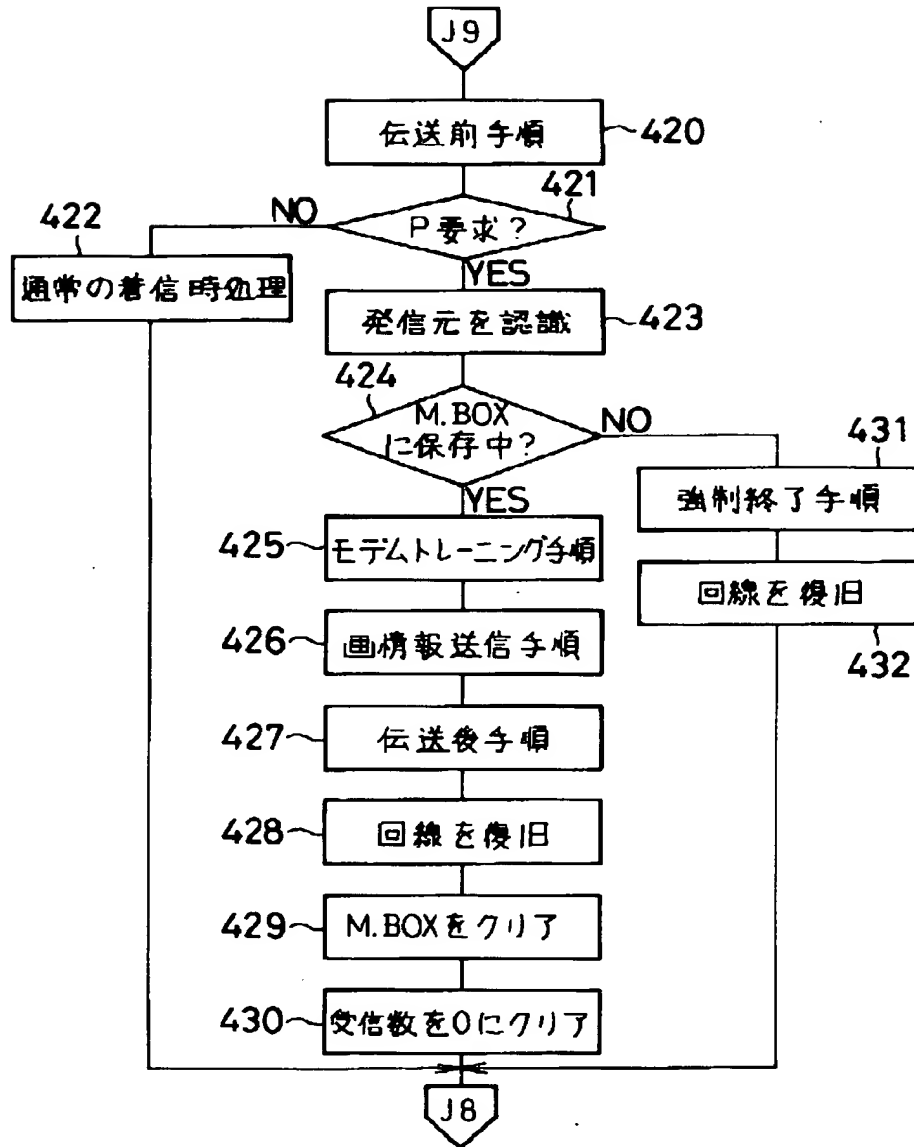 J9
伝送前手順
420
421
P要求?
NO
422
通常の着信時処理
YES
発信元を認識
423
424
M.BOX
に保存中?
NO
431
強制終了手順
YES
425
モデムトレーニング手順
回線を復旧
432
426
画情報送信手順
427
伝送後手順
428
回線を復旧
429
M.BOXをクリア
430
受信数を0にクリア
J8